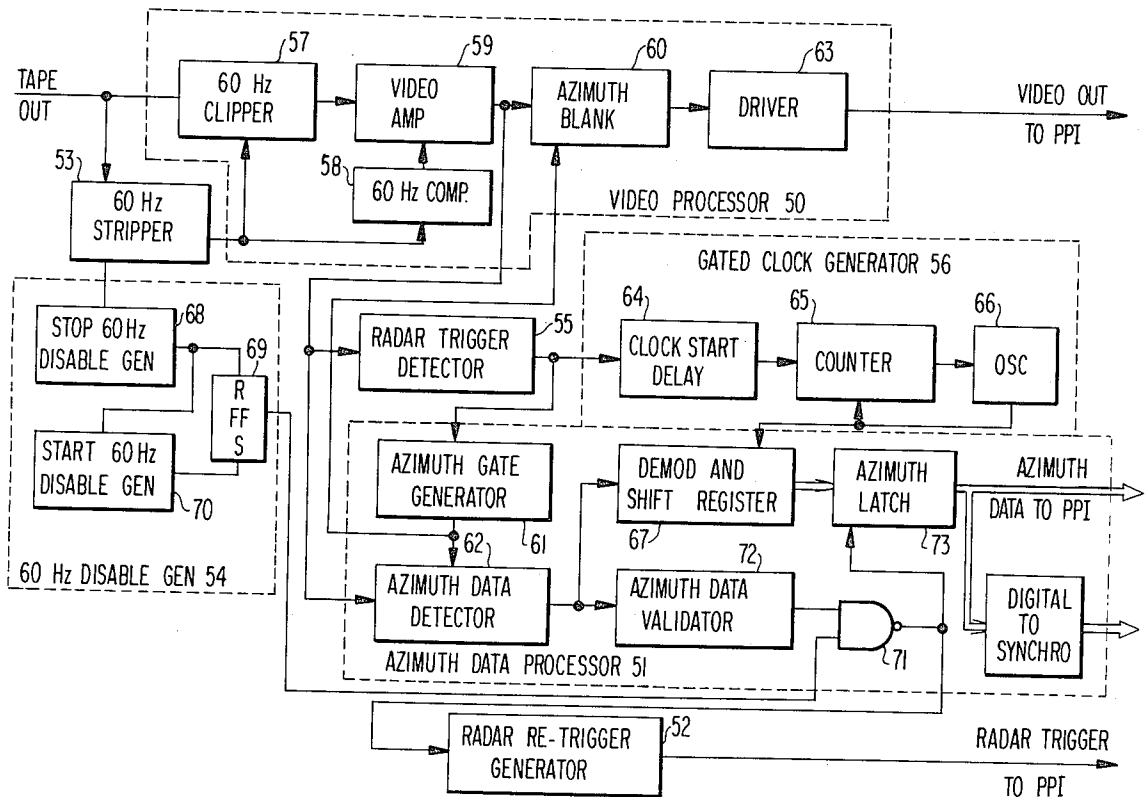 57
59
60
63
TAPE
OUT
60 Hz
CLIPPER
VIDEO
AMP
AZIMUTH
BLANK
DRIVER
VIDEO OUT
TO PPI
53
58
60 Hz COMP.
60 Hz
STRIPPER
VIDEO PROCESSOR 50
GATED CLOCK GENERATOR 56
68
STOP 60Hz
DISABLE GEN
55
RADAR TRIGGER
DETECTOR
64
CLOCK START
DELAY
65
COUNTER
66
OSC
69
R
FF
S
START 60Hz
DISABLE GEN
70
AZIMUTH GATE
GENERATOR
61
DEMOD AND
SHIFT REGISTER
67
AZIMUTH
LATCH
73
AZIMUTH
DATA TO PPI
60 Hz DISABLE GEN 54
62
AZIMUTH DATA
DETECTOR
72
AZIMUTH DATA
VALIDATOR
71
DIGITAL
TO
SYNCHRO
AZIMUTH DATA PROCESSOR 51
52
RADAR RE-TRIGGER
GENERATOR
RADAR TRIGGER
TO PPI